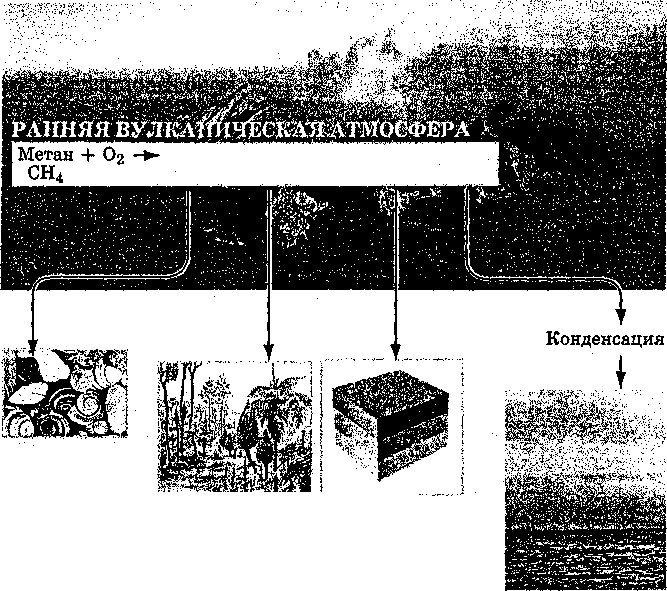 РАННЯЯ ВУЛКАНИЧЕСКАЯ АТМОСФЕРА
Метан + O₂ →
CH₄
Конденсация